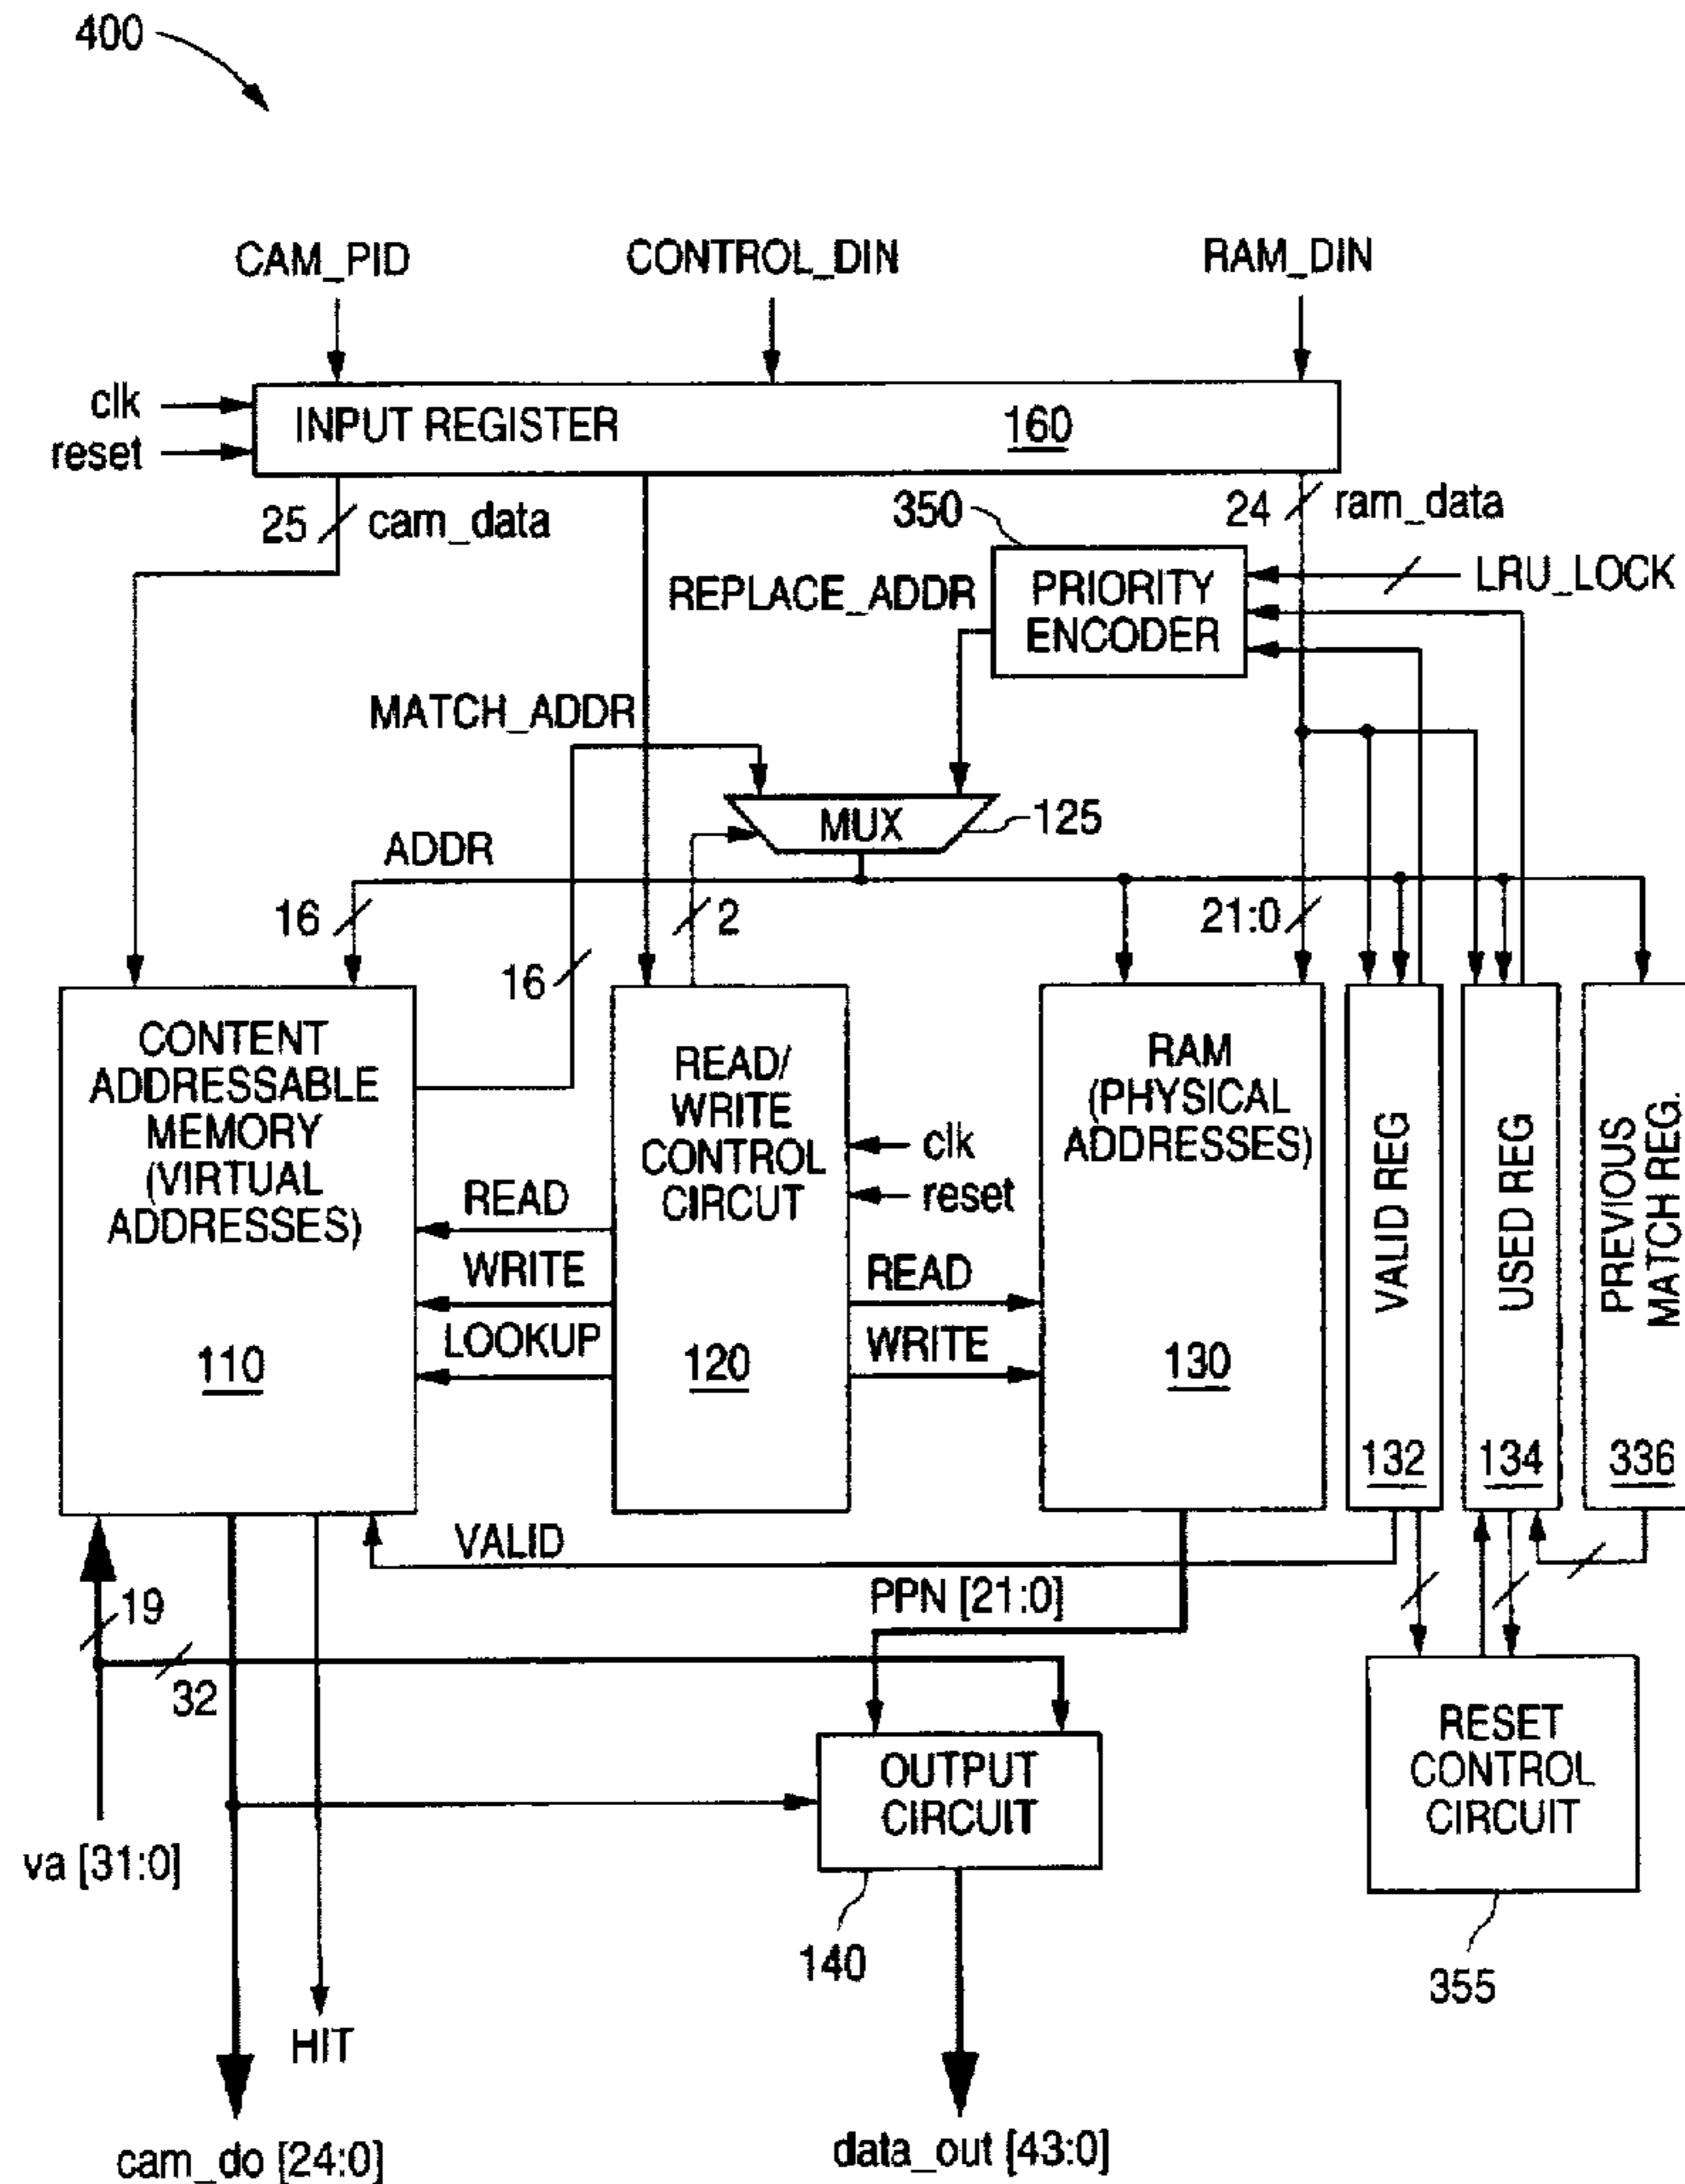 400
CAM_PID
CONTROL_DIN
RAM_DIN
clk
reset
INPUT REGISTER
160
25
cam_data
24
ram_data
350
REPLACE_ADDR
PRIORITY
ENCODER
LRU_LOCK
MATCH_ADDR
MUX
125
ADDR
16
16
2
21:0
CONTENT
ADDRESSABLE
MEMORY
(VIRTUAL
ADDRESSES)
110
READ/
WRITE
CONTROL
CIRCUT
120
clk
reset
READ
WRITE
LOOKUP
READ
WRITE
RAM
(PHYSICAL
ADDRESSES)
130
VALID REG
132
USED REG
134
PREVIOUS
MATCH REG.
336
VALID
PPN [21:0]
19
32
va [31:0]
OUTPUT
CIRCUIT
140
RESET
CONTROL
CIRCUIT
355
HIT
cam_do [24:0]
data_out [43:0]